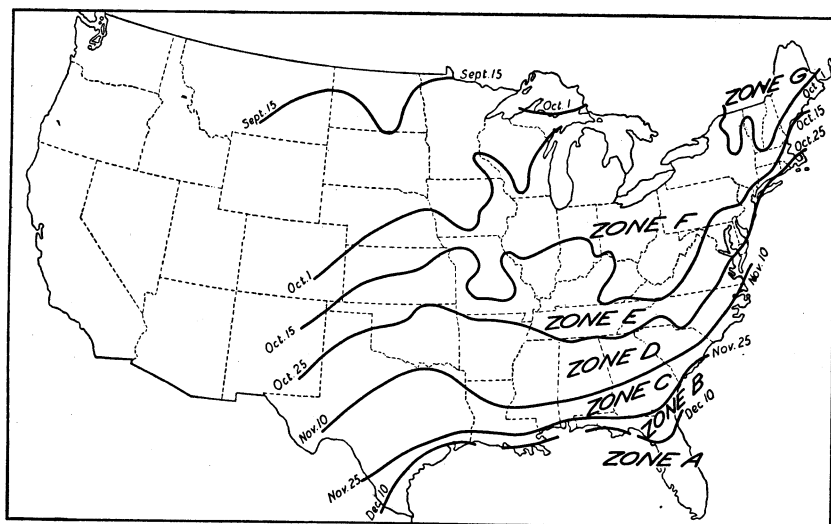 Sept. 15
Sept. 15
Oct. 1
ZONE G
Oct. 1
Oct. 15
Oct. 25
ZONE F
Oct. 1
Nov. 10
Oct. 15
ZONE E
Oct. 25
ZONE D
Nov. 25
ZONE C
ZONE B
Dec. 10
Nov. 10
ZONE A
Nov. 25
Dec. 10